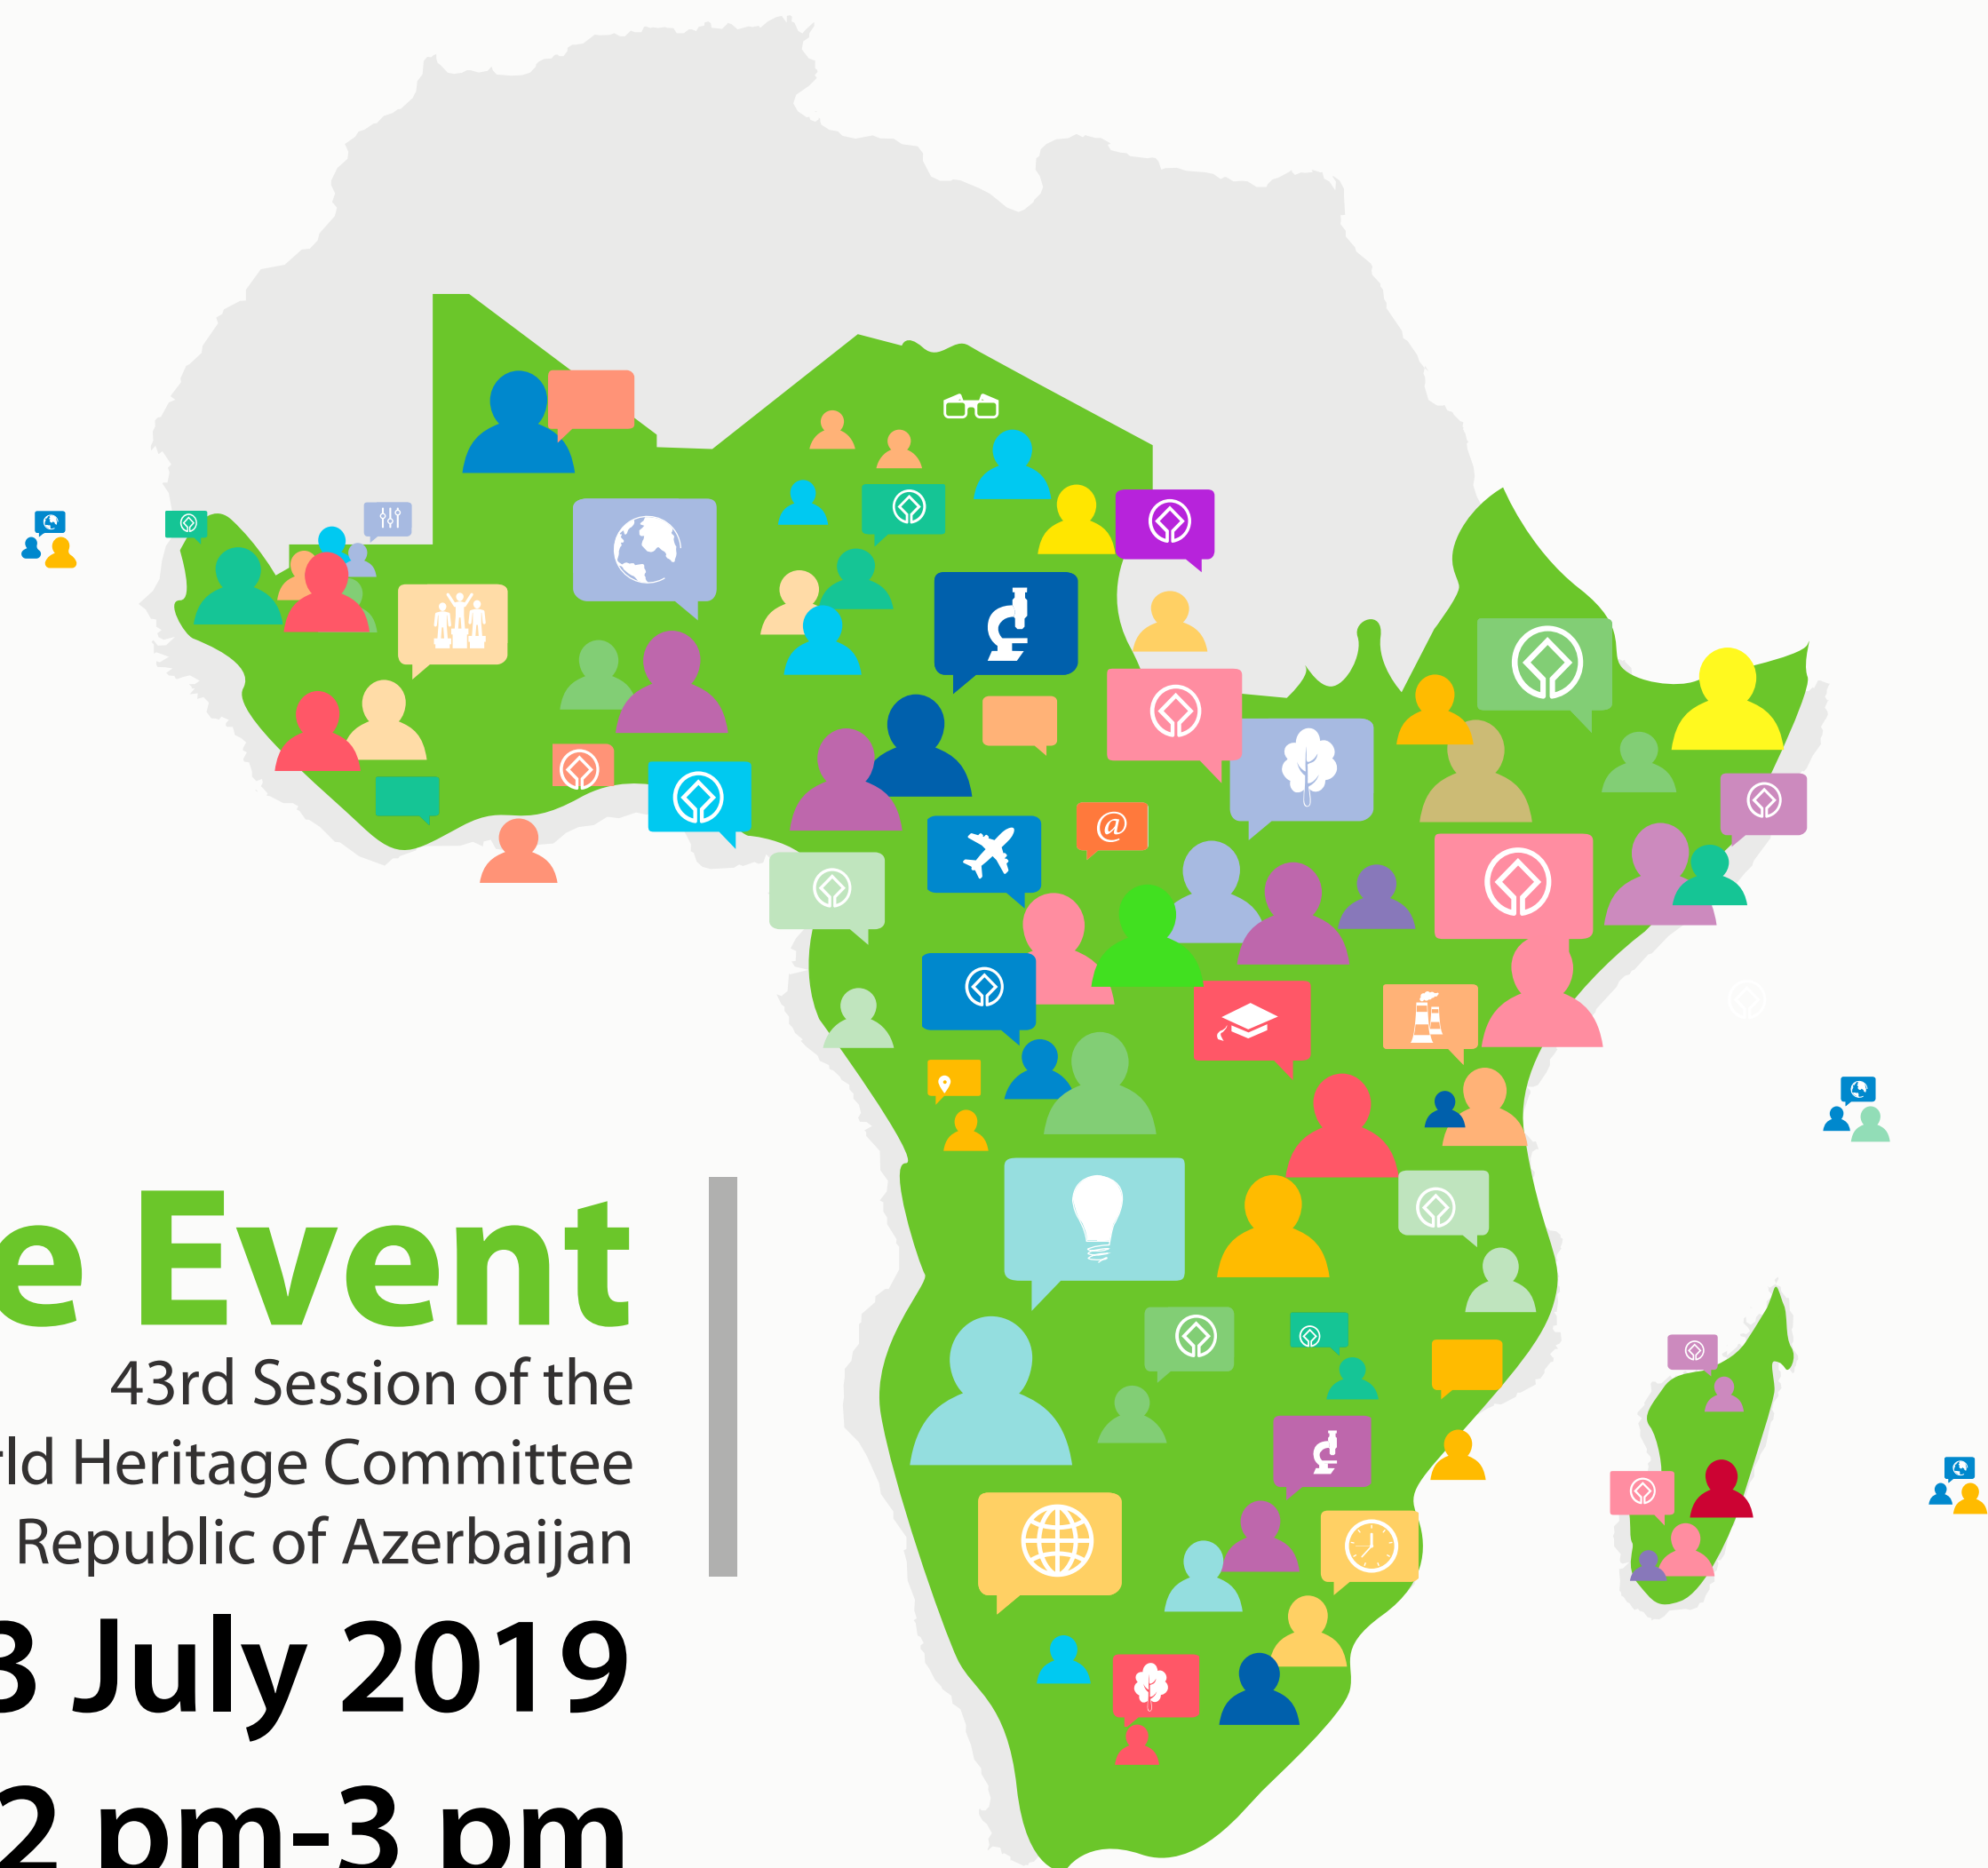 e Event
43rd Session of the
rld Heritage Committee
Republic of Azerbaijan
3 July 2019
2 pm-3 pm
@